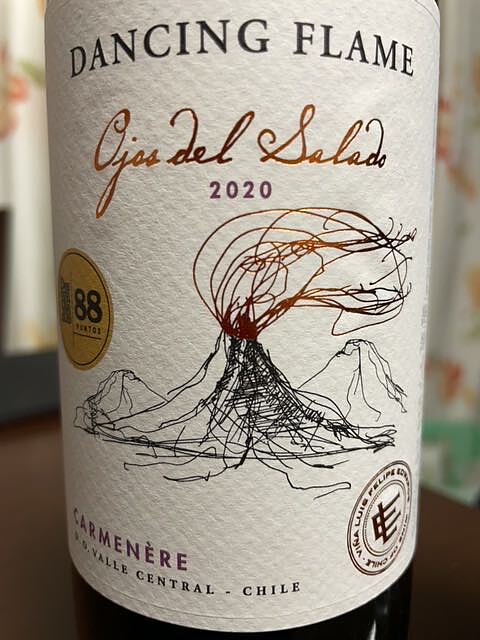 DANCING FLAME
Ojos del Salado
2020
88
PUNTOS
CARMENÈRE
D.O. VALLE CENTRAL - CHILE
VIÑA LUIS FELIPE EDWARDS